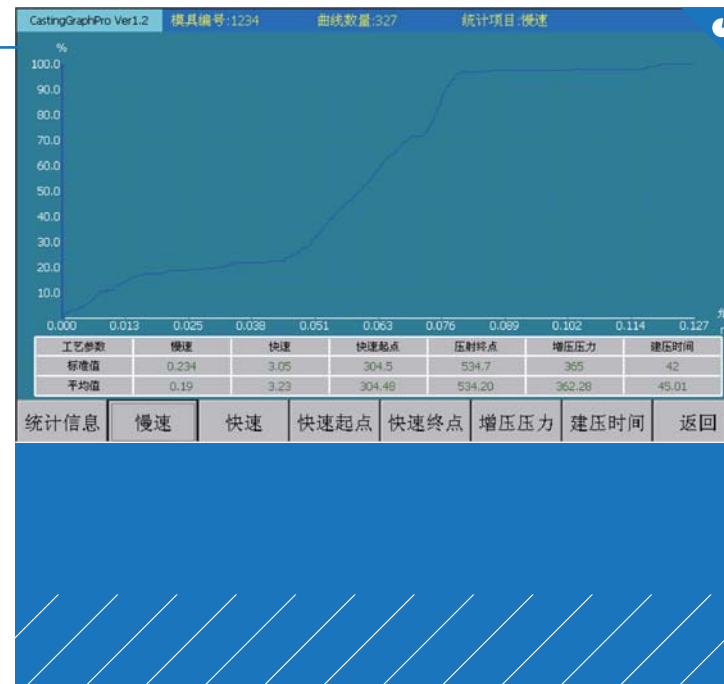 CastingGraphPro Ver1.2 模具编号:1234 曲线数量:327 统计项目:慢速
%
100.0
90.0
80.0
70.0
60.0
50.0
40.0
30.0
20.0
10.0
0.000 0.013 0.025 0.038 0.051 0.063 0.076 0.089 0.102 0.114 0.127
工艺参数 慢速 快速 快速起点 压射终点 增压压力 建压时间
标准值 0.234 3.05 304.5 534.7 365 42
平均值 0.19 3.23 304.48 534.20 362.28 45.01
统计信息 慢速 快速 快速起点 快速终点 增压压力 建压时间 返回